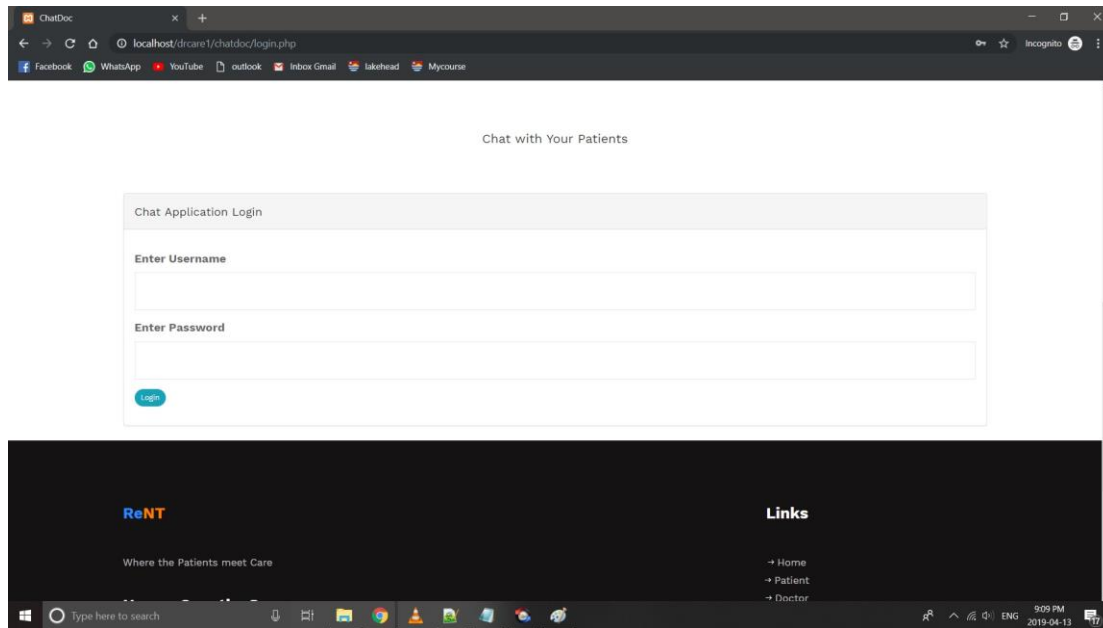 ChatDoc
localhost/drcare1/chatdoc/login.php
Incognito
Facebook WhatsApp YouTube outlook Inbox Gmail lakehead Mycourse
Chat with Your Patients
Chat Application Login
Enter Username
Enter Password
Login
ReNT
Links
Where the Patients meet Care
→ Home
→ Patient
→ Doctor
Type here to search
ENG
9:09 PM
2019-04-13
17